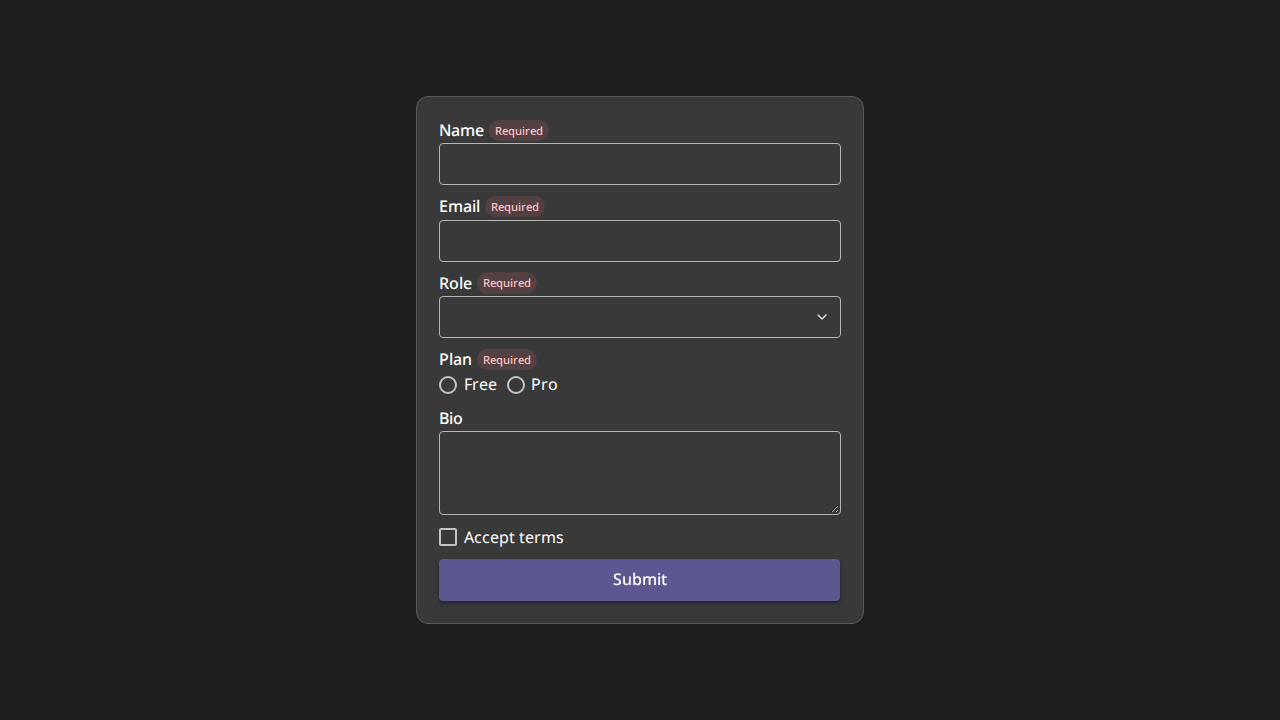 Name Required
Email Required
Role Required
Plan Required
Free Pro
Bio
Accept terms
Submit